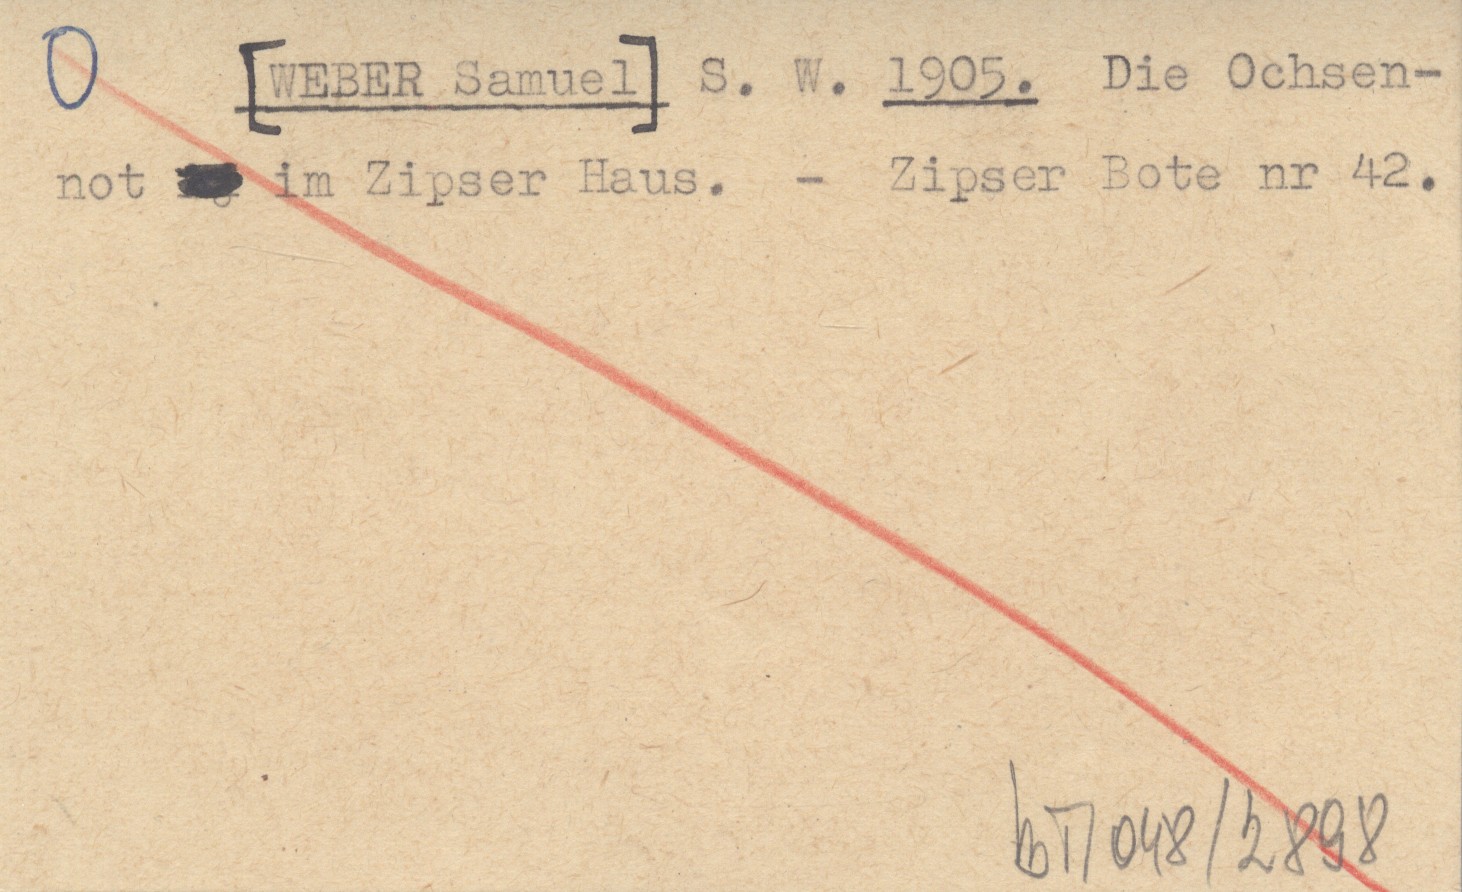 O [WEBER Samuel] S. W. 1905. Die Ochsen-
not im Zipser Haus. - Zipser Bote nr 42.
bT/048/2898